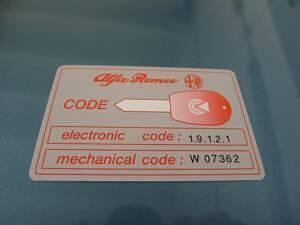 Alfa Romeo
CODE
electronic code: 1.9.1.2.1
mechanical code: W 07362